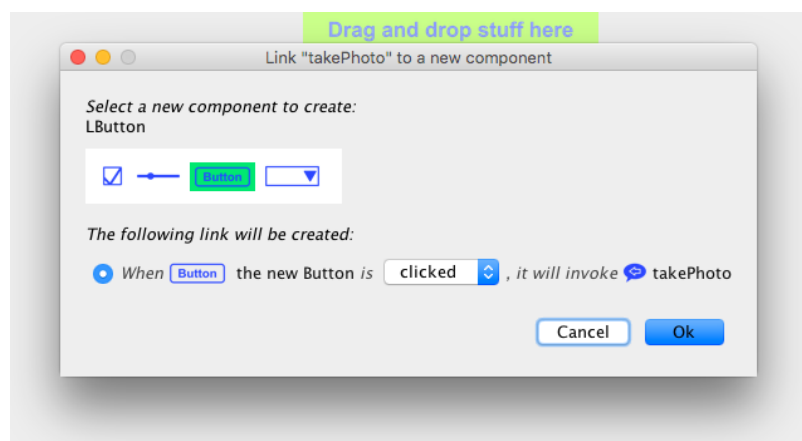 Drag and drop stuff here
Link "takePhoto" to a new component
Select a new component to create:
LButton
Button
The following link will be created:
When Button the new Button is clicked , it will invoke takePhoto
Cancel Ok